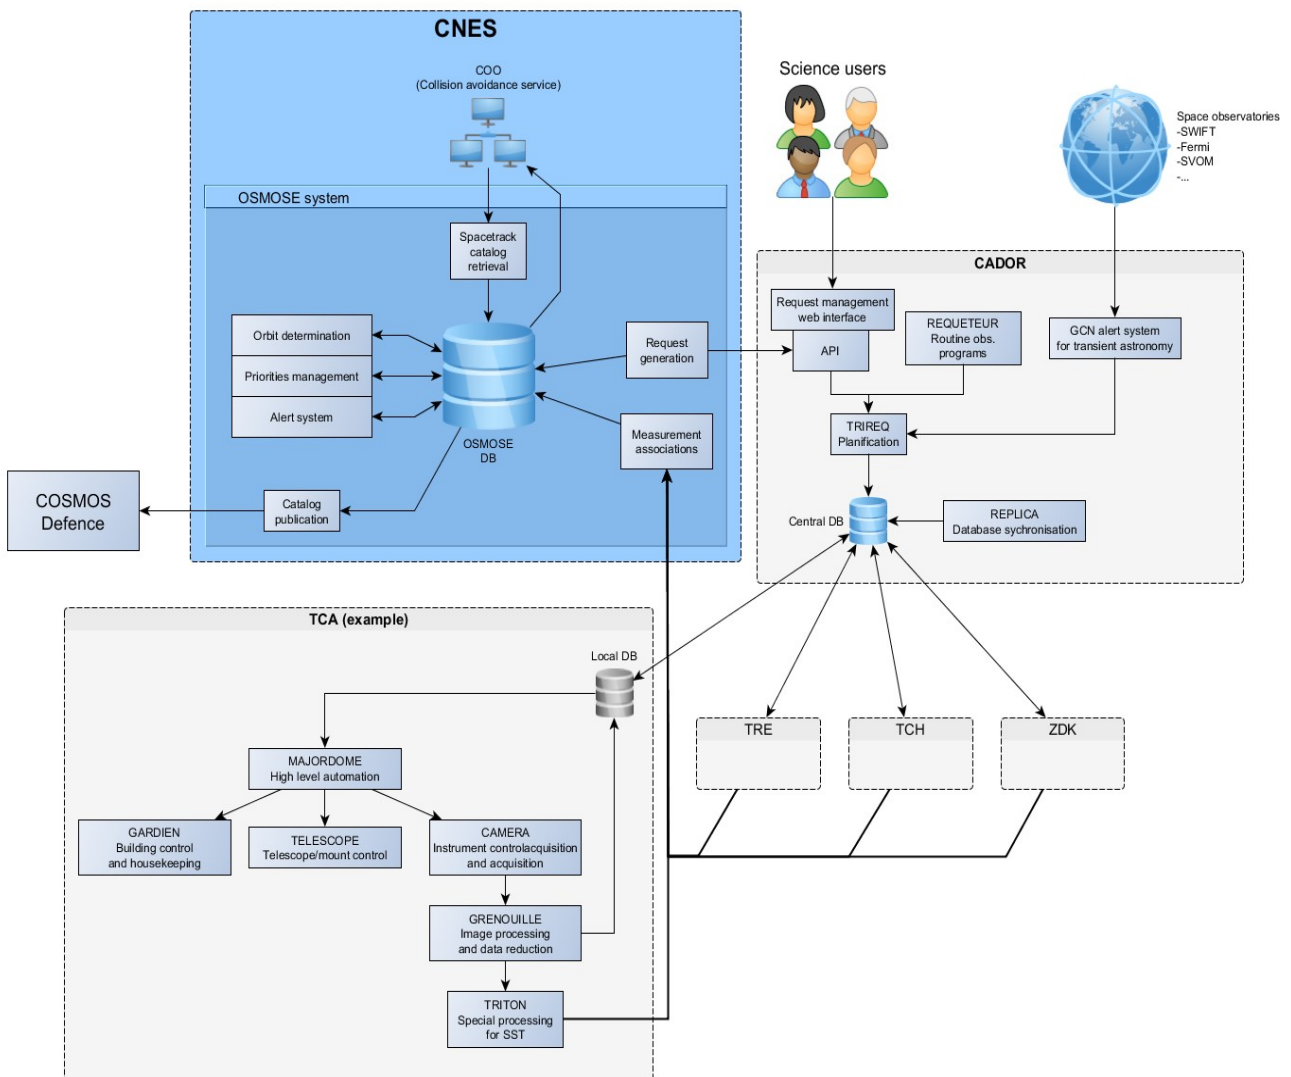 CNES
COO
(Collision avoidance service)
OSMOSE system
Spacetrack
catalog
retrieval
Orbit determination
Priorities management
Alert system
OSMOSE
DB
Request
generation
Measurement
associations
Catalog
publication
COSMOS
Defence
Science users
Space observatories
-SWIFT
-Fermi
-SVOM
-...
CADOR
Request management
web interface
API
REQUETEUR
Routine obs.
programs
GCN alert system
for transient astronomy
TRIREQ
Planification
Central DB
REPLICA
Database sychronisation
TCA (example)
Local DB
MAJORDOME
High level automation
GARDIEN
Building control
and housekeeping
TELESCOPE
Telescope/mount control
CAMERA
Instrument controlacquisition
and acquisition
GRENOUILLE
Image processing
and data reduction
TRITON
Special processing
for SST
TRE
TCH
ZDK